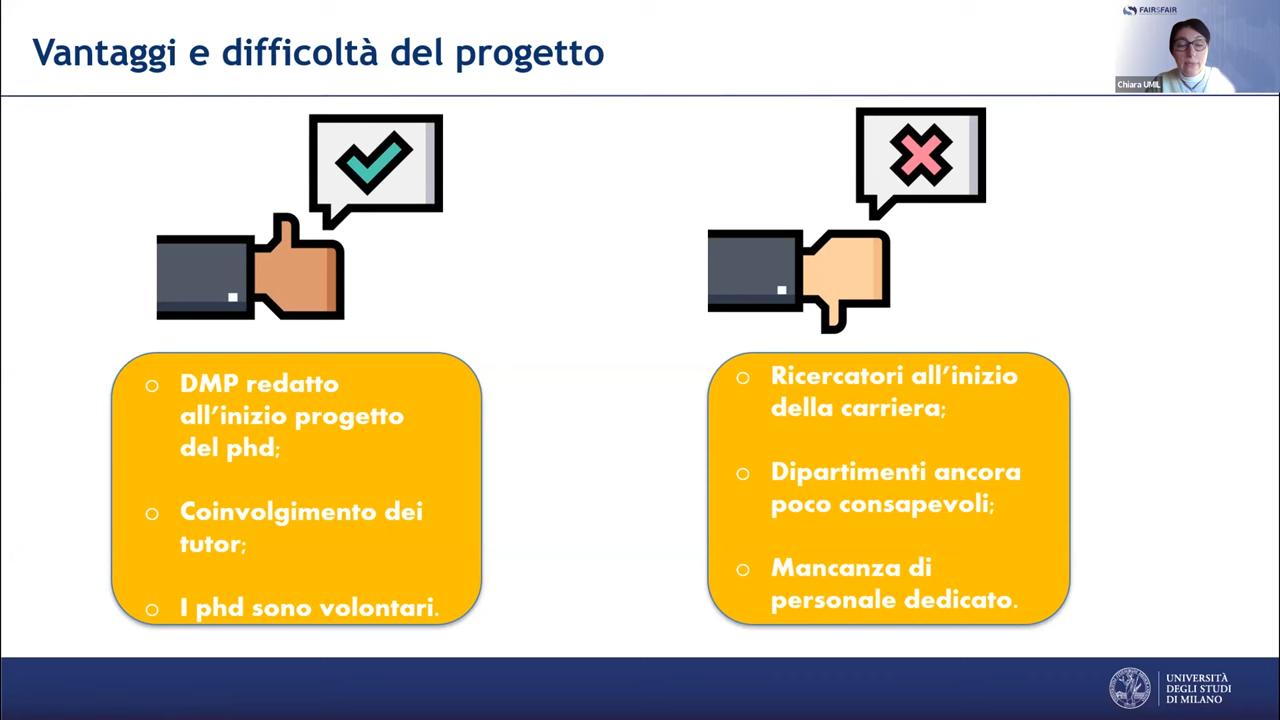 Vantaggi e difficoltà del progetto
FAIRSFAIR
Chiara UMIL
o DMP redatto
all'inizio progetto
del phd;
o Coinvolgimento dei
tutor;
o I phd sono volontari.
o Ricercatori all'inizio
della carriera;
o Dipartimenti ancora
poco consapevoli;
o Mancanza di
personale dedicato.
UNIVERSITÀ
DEGLI STUDI
DI MILANO